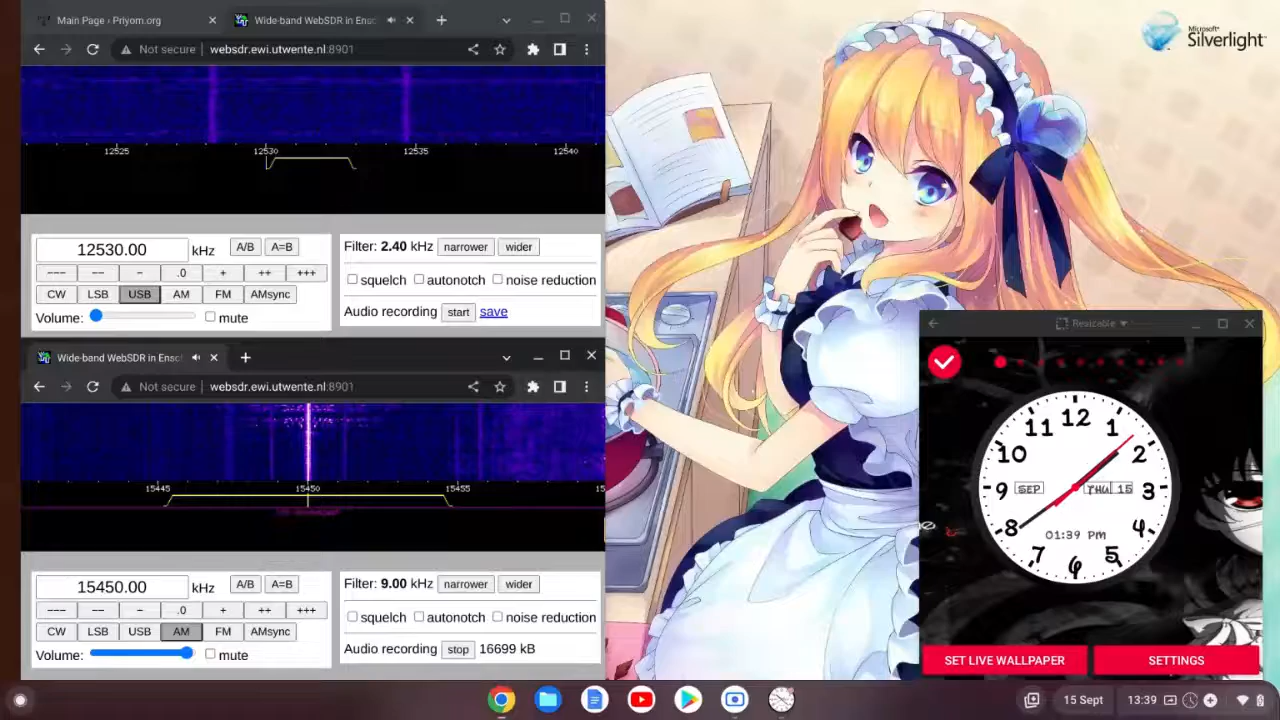 Main Page › Priyom.org
Wide-band WebSDR in Ensc
Not secure | websdr.ewi.utwente.nl:8901
12525 12530 12535 12540
12530.00 kHz A/B A=B
--- -- - .0 + ++ +++
CW LSB USB AM FM AMsync
Volume: mute
Filter: 2.40 kHz narrower wider
squelch autonotch noise reduction
Audio recording start save
Wide-band WebSDR in Ensc
Not secure | websdr.ewi.utwente.nl:8901
15445 15450 15455 15
15450.00 kHz A/B A=B
--- -- - .0 + ++ +++
CW LSB USB AM FM AMsync
Volume: mute
Filter: 9.00 kHz narrower wider
squelch autonotch noise reduction
Audio recording stop 16699 kB
Microsoft
Silverlight
Resizable
12
11 1
10 2
9 SEP THU 15 3
8 4
01:39 PM
7 5
6
SET LIVE WALLPAPER SETTINGS
15 Sept 13:39